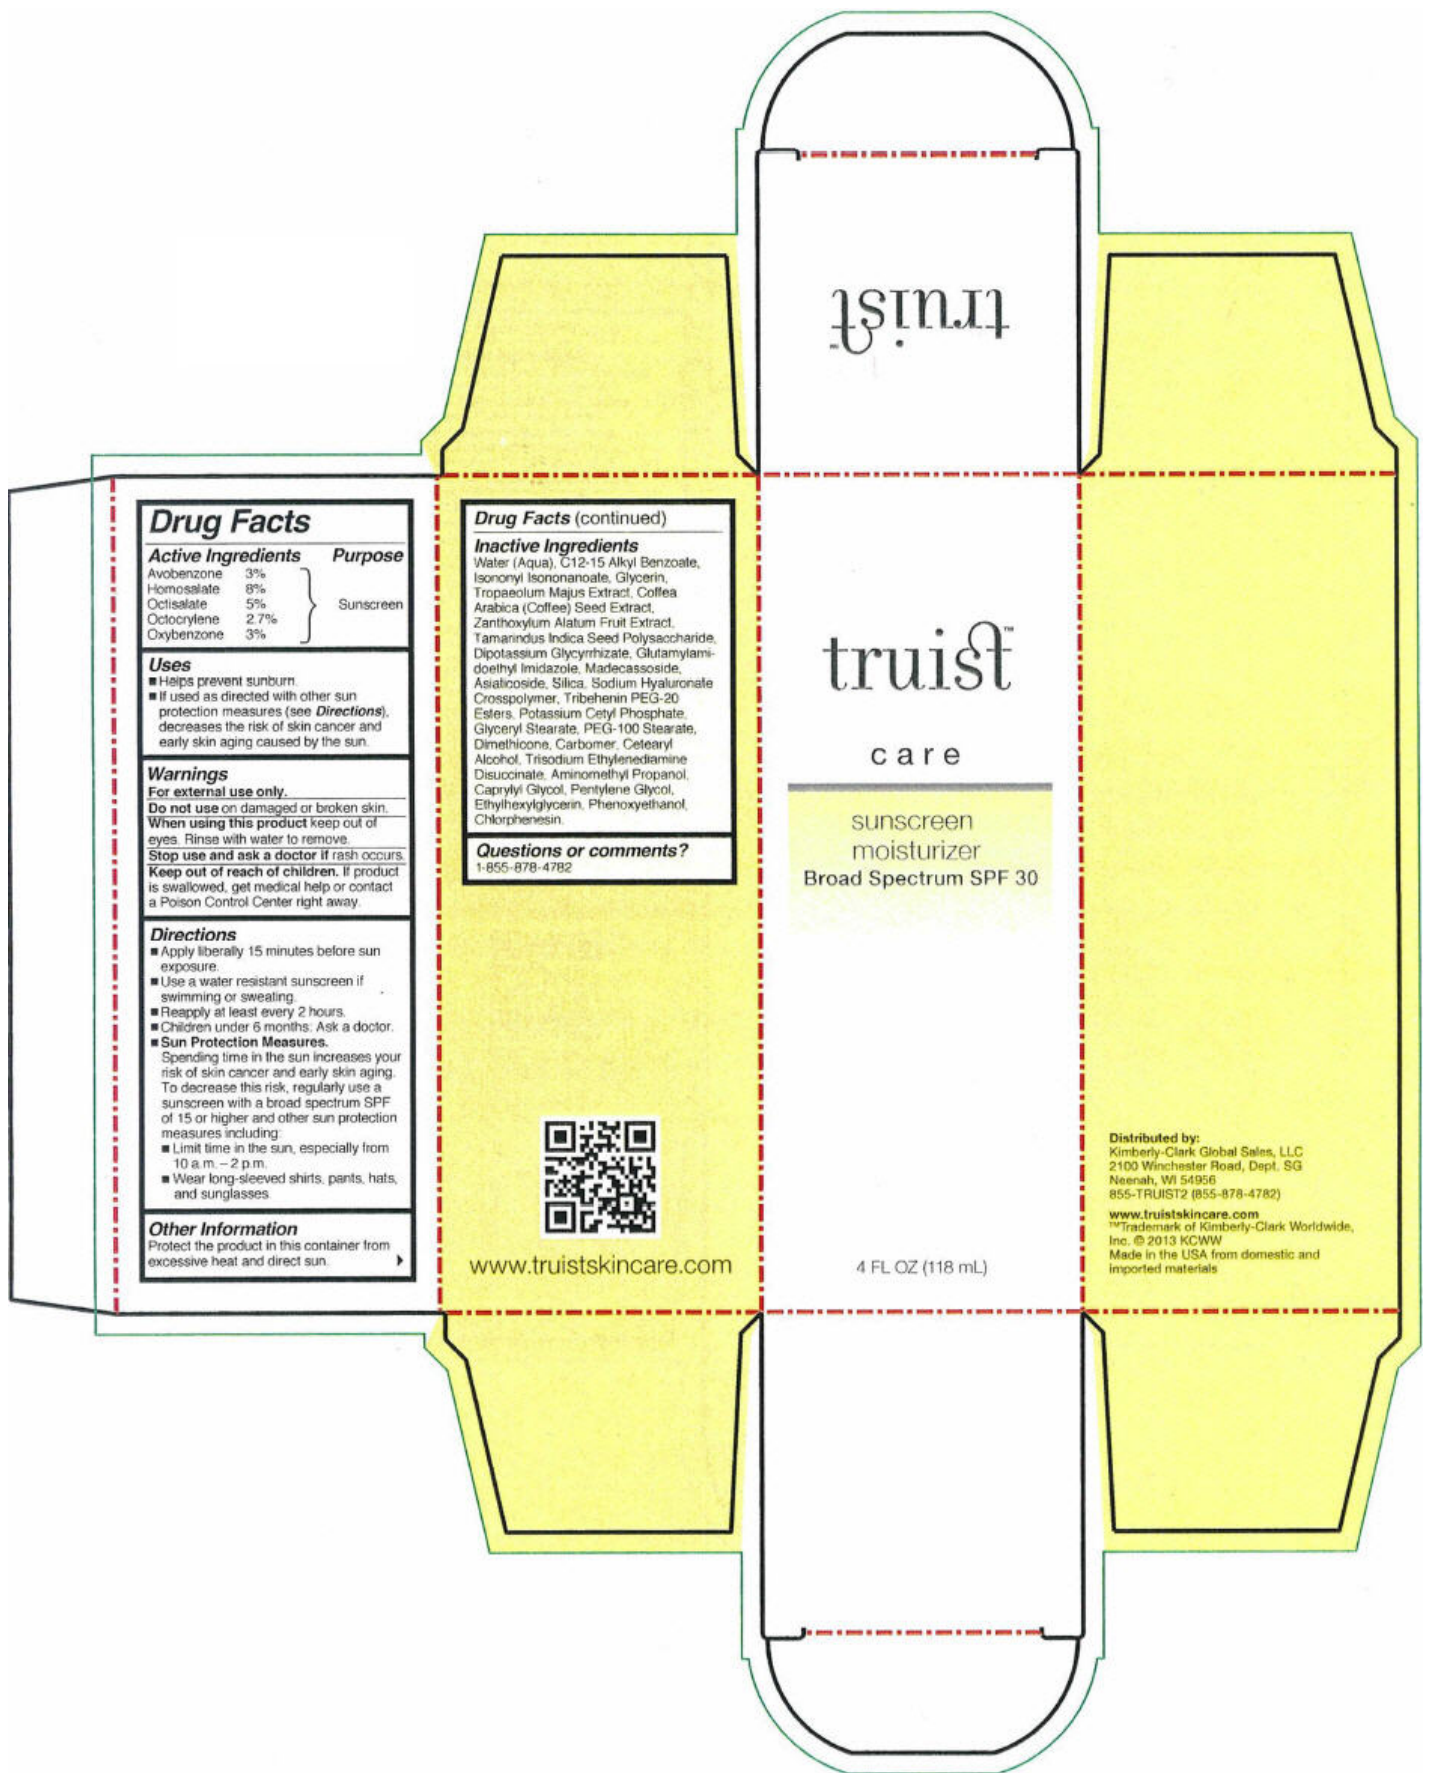 truist™
Drug Facts
Active Ingredients Purpose
Avobenzone 3%
Homosalate 8%
Octisalate 5% Sunscreen
Octocrylene 2.7%
Oxybenzone 3%
Uses
■ Helps prevent sunburn.
■ If used as directed with other sun
protection measures (see Directions),
decreases the risk of skin cancer and
early skin aging caused by the sun.
Warnings
For external use only.
Do not use on damaged or broken skin.
When using this product keep out of
eyes. Rinse with water to remove.
Stop use and ask a doctor if rash occurs.
Keep out of reach of children. If product
is swallowed, get medical help or contact
a Poison Control Center right away.
Directions
■ Apply liberally 15 minutes before sun
exposure.
■ Use a water resistant sunscreen if
swimming or sweating.
■ Reapply at least every 2 hours.
■ Children under 6 months: Ask a doctor.
■ Sun Protection Measures.
Spending time in the sun increases your
risk of skin cancer and early skin aging.
To decrease this risk, regularly use a
sunscreen with a broad spectrum SPF
of 15 or higher and other sun protection
measures including:
■ Limit time in the sun, especially from
10 a.m. – 2 p.m.
■ Wear long-sleeved shirts, pants, hats,
and sunglasses
Other Information
Protect the product in this container from
excessive heat and direct sun.
Drug Facts (continued)
Inactive Ingredients
Water (Aqua), C12-15 Alkyl Benzoate,
Isononyl Isononanoate, Glycerin,
Tropaeolum Majus Extract, Coffea
Arabica (Coffee) Seed Extract,
Zanthoxylum Alatum Fruit Extract,
Tamarindus Indica Seed Polysaccharide,
Dipotassium Glycyrrhizate, Glutamylami-
doethyl Imidazole, Madecassoside,
Asiaticoside, Silica, Sodium Hyaluronate
Crosspolymer, Tribehenin PEG-20
Esters, Potassium Cetyl Phosphate,
Glyceryl Stearate, PEG-100 Stearate,
Dimethicone, Carbomer, Cetearyl
Alcohol, Trisodium Ethylenediamine
Disuccinate, Aminomethyl Propanol,
Caprylyl Glycol, Pentylene Glycol,
Ethylhexylglycerin, Phenoxyethanol,
Chlorphenesin.
Questions or comments?
1-855-878-4782
www.truistskincare.com
truist™
care
sunscreen
moisturizer
Broad Spectrum SPF 30
4 FL OZ (118 mL)
Distributed by:
Kimberly-Clark Global Sales, LLC
2100 Winchester Road, Dept. SG
Neenah, WI 54956
855-TRUIST2 (855-878-4782)
www.truistskincare.com
™Trademark of Kimberly-Clark Worldwide,
Inc. © 2013 KCWW
Made in the USA from domestic and
imported materials